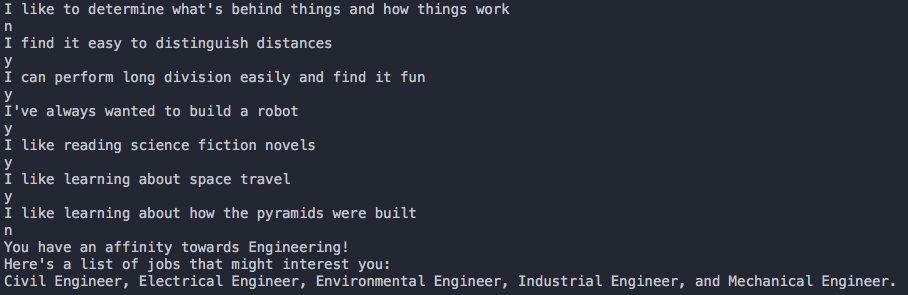 I like to determine what's behind things and how things work
n
I find it easy to distinguish distances
y
I can perform long division easily and find it fun
y
I've always wanted to build a robot
y
I like reading science fiction novels
y
I like learning about space travel
y
I like learning about how the pyramids were built
n
You have an affinity towards Engineering!
Here's a list of jobs that might interest you:
Civil Engineer, Electrical Engineer, Environmental Engineer, Industrial Engineer, and Mechanical Engineer.